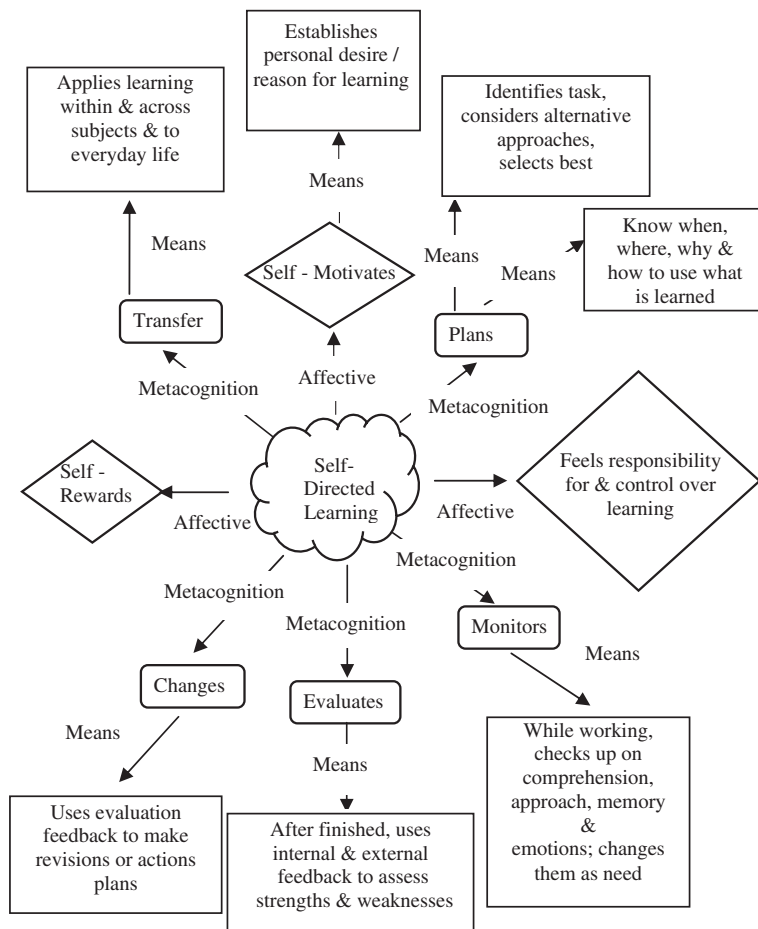 Establishes
personal desire /
reason for learning
Applies learning
within & across
subjects & to
everyday life
Identifies task,
considers alternative
approaches,
selects best
Means
Know when,
where, why &
how to use what
is learned
Means
Means
Means
Self - Motivates
Transfer
Plans
Metacognition
Affective
Metacognition
Self -
Rewards
Self-
Directed
Learning
Feels responsibility
for & control over
learning
Affective
Affective
Metacognition
Metacognition
Metacognition
Monitors
Means
Changes
Evaluates
Means
Means
While working,
checks up on
comprehension,
approach, memory
&
emotions; changes
them as need
Uses evaluation
feedback to make
revisions or actions
plans
After finished, uses
internal & external
feedback to assess
strengths & weaknesses